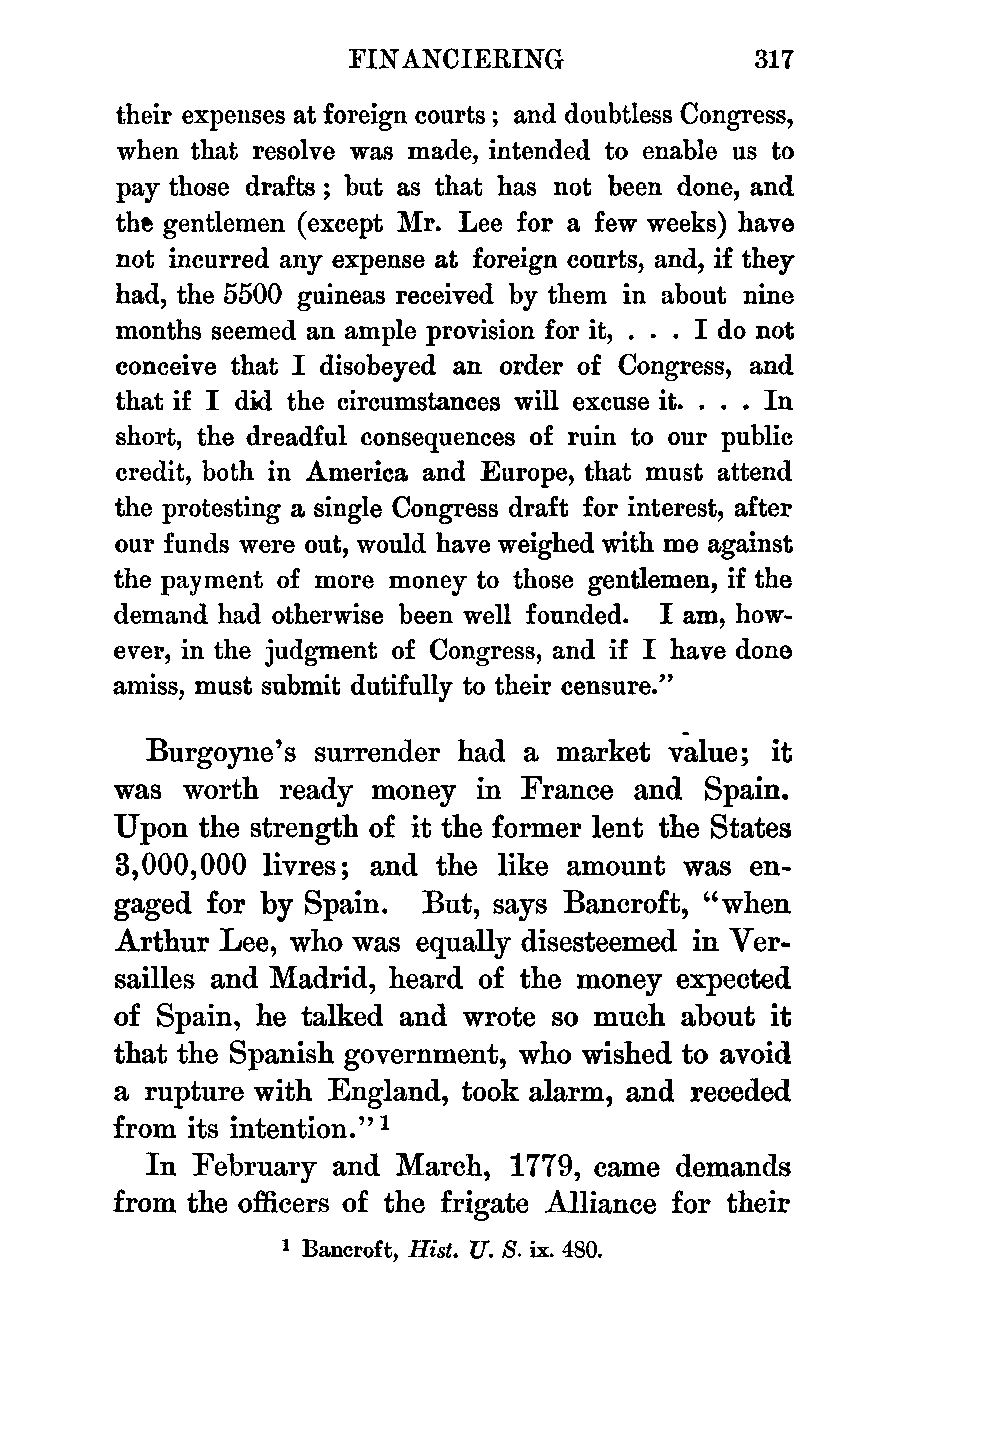 FINANCIERING 317
their expenses at foreign courts; and doubtless Congress,
when that resolve was made, intended to enable us to
pay those drafts; but as that has not been done, and
the gentlemen (except Mr. Lee for a few weeks) have
not incurred any expense at foreign courts, and, if they
had, the 5500 guineas received by them in about nine
months seemed an ample provision for it, . . . I do not
conceive that I disobeyed an order of Congress, and
that if I did the circumstances will excuse it. . . . In
short, the dreadful consequences of ruin to our public
credit, both in America and Europe, that must attend
the protesting a single Congress draft for interest, after
our funds were out, would have weighed with me against
the payment of more money to those gentlemen, if the
demand had otherwise been well founded. I am, how-
ever, in the judgment of Congress, and if I have done
amiss, must submit dutifully to their censure."
Burgoyne's surrender had a market value; it
was worth ready money in France and Spain.
Upon the strength of it the former lent the States
3,000,000 livres; and the like amount was en-
gaged for by Spain. But, says Bancroft, "when
Arthur Lee, who was equally disesteemed in Ver-
sailles and Madrid, heard of the money expected
of Spain, he talked and wrote so much about it
that the Spanish government, who wished to avoid
a rupture with England, took alarm, and receded
from its intention." 1
In February and March, 1779, came demands
from the officers of the frigate Alliance for their
1 Bancroft, Hist. U. S. ix. 480.